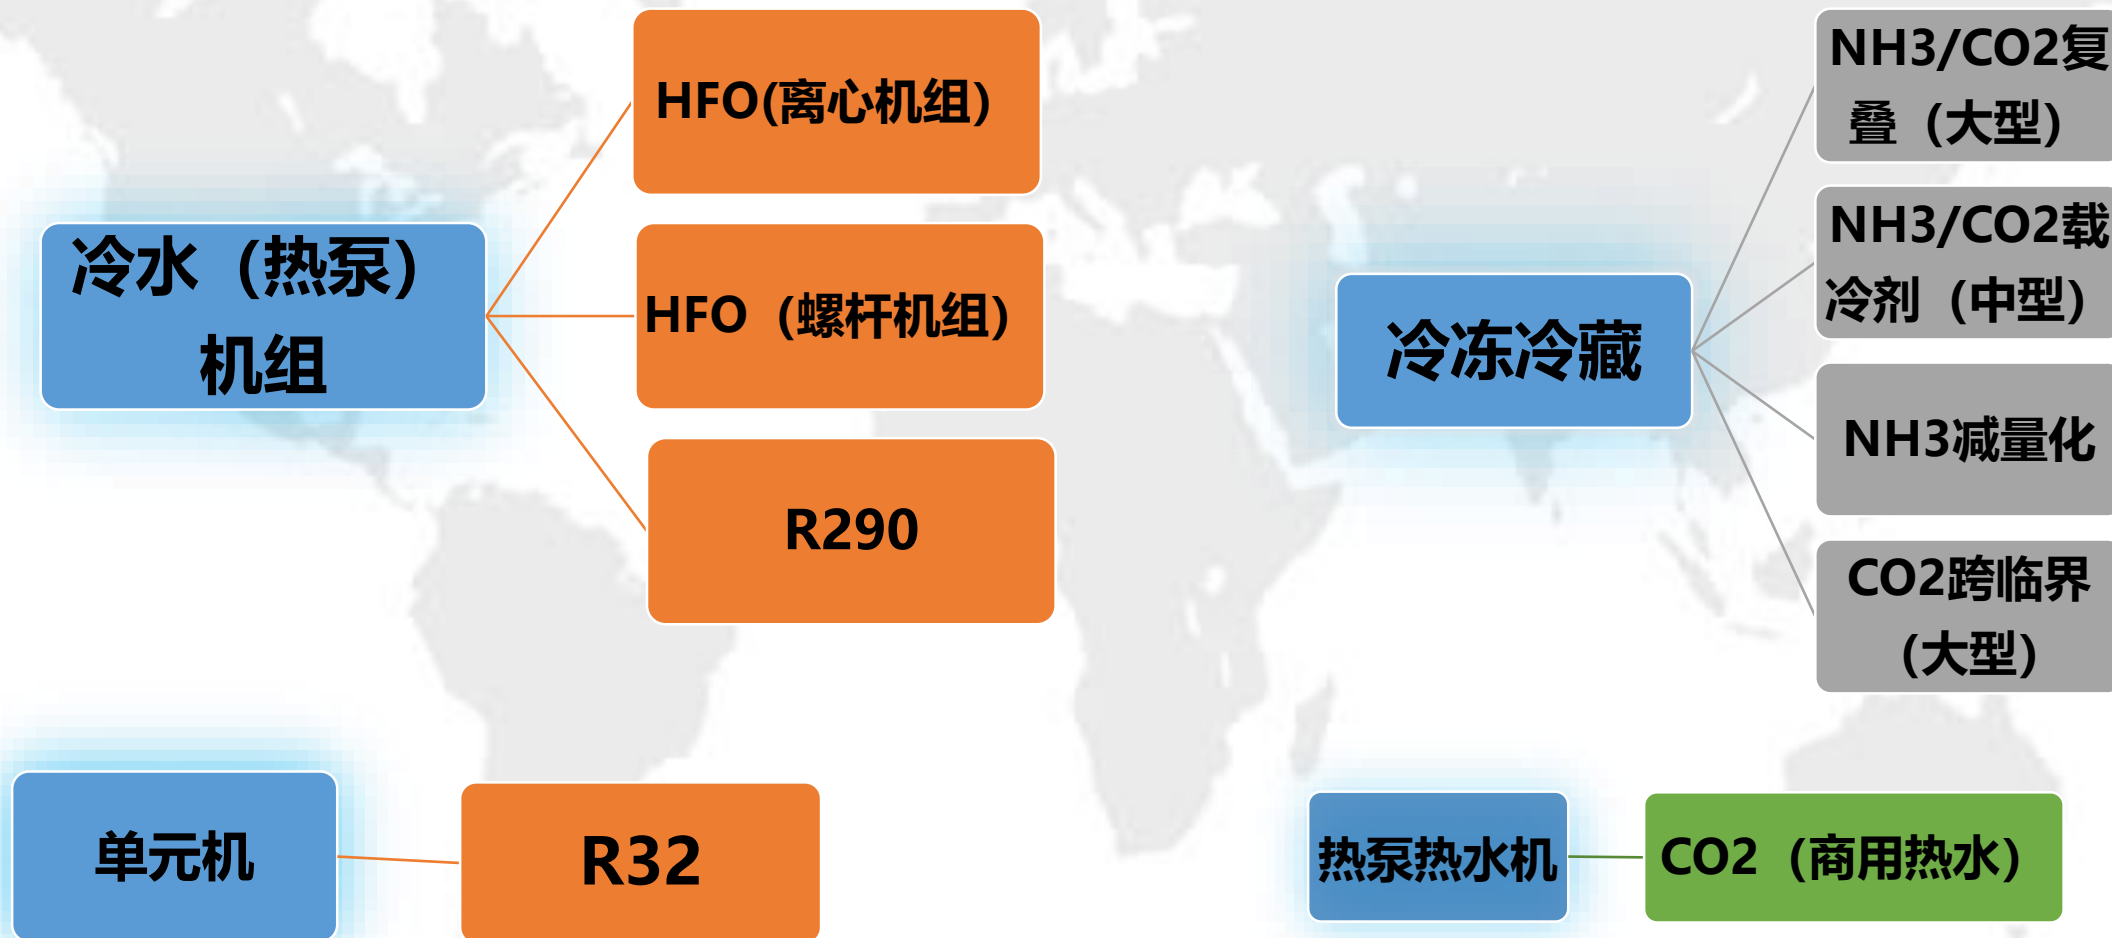 冷水（热泵）
机组
HFO(离心机组)
HFO（螺杆机组）
R290
单元机
R32
冷冻冷藏
NH3/CO2复
叠（大型）
NH3/CO2载
冷剂（中型）
NH3减量化
CO2跨临界
（大型）
热泵热水机
CO2（商用热水）